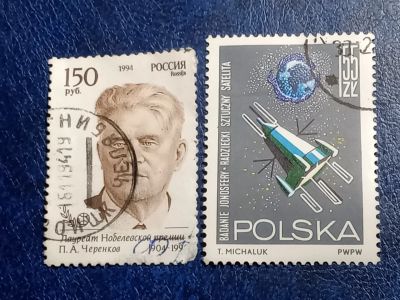 150
руб.
1994
РОССИЯ
Rossija
Лауреат Нобелевской премии
П. А. Черенков
1904-199
1,55
ZŁ
BADANIE JONOSFERY - RADZIECKI SZTUCZNY SATELITA
POLSKA
T. MICHALUK
PWPW